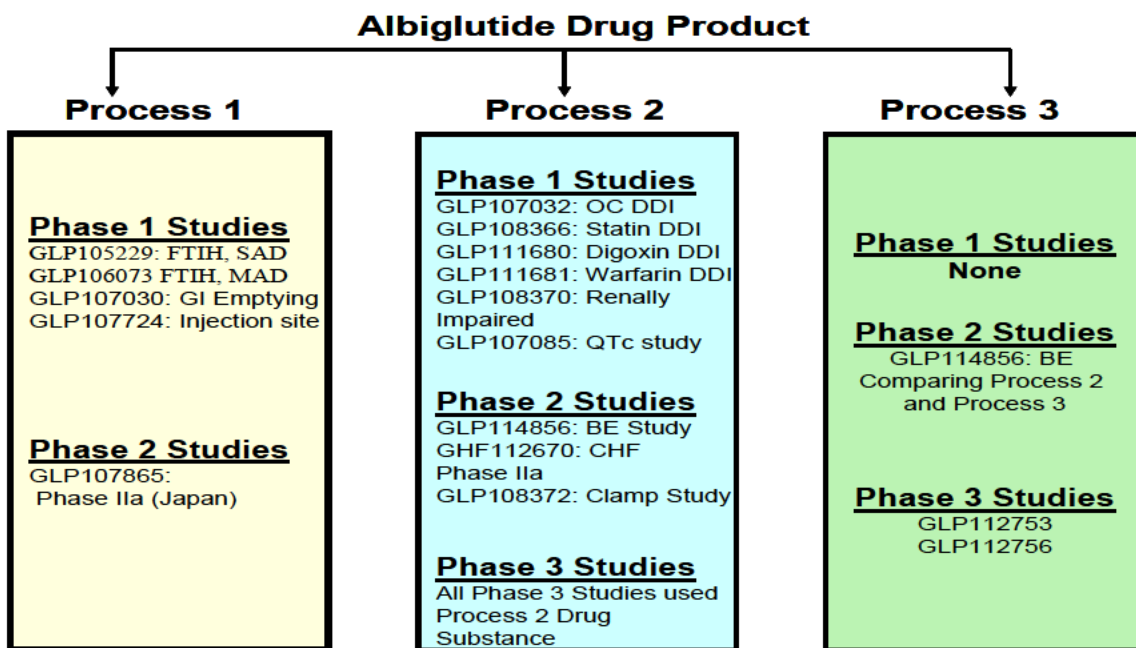 Albiglutide Drug Product
Process 1
Phase 1 Studies
GLP105229: FTIH, SAD
GLP106073 FTIH, MAD
GLP107030: GI Emptying
GLP107724: Injection site
Phase 2 Studies
GLP107865:
Phase IIa (Japan)
Process 2
Phase 1 Studies
GLP107032: OC DDI
GLP108366: Statin DDI
GLP111680: Digoxin DDI
GLP111681: Warfarin DDI
GLP108370: Renally
Impaired
GLP107085: QTc study
Phase 2 Studies
GLP114856: BE Study
GHF112670: CHF
Phase IIa
GLP108372: Clamp Study
Phase 3 Studies
All Phase 3 Studies used
Process 2 Drug
Substance
Process 3
Phase 1 Studies
None
Phase 2 Studies
GLP114856: BE
Comparing Process 2
and Process 3
Phase 3 Studies
GLP112753
GLP112756